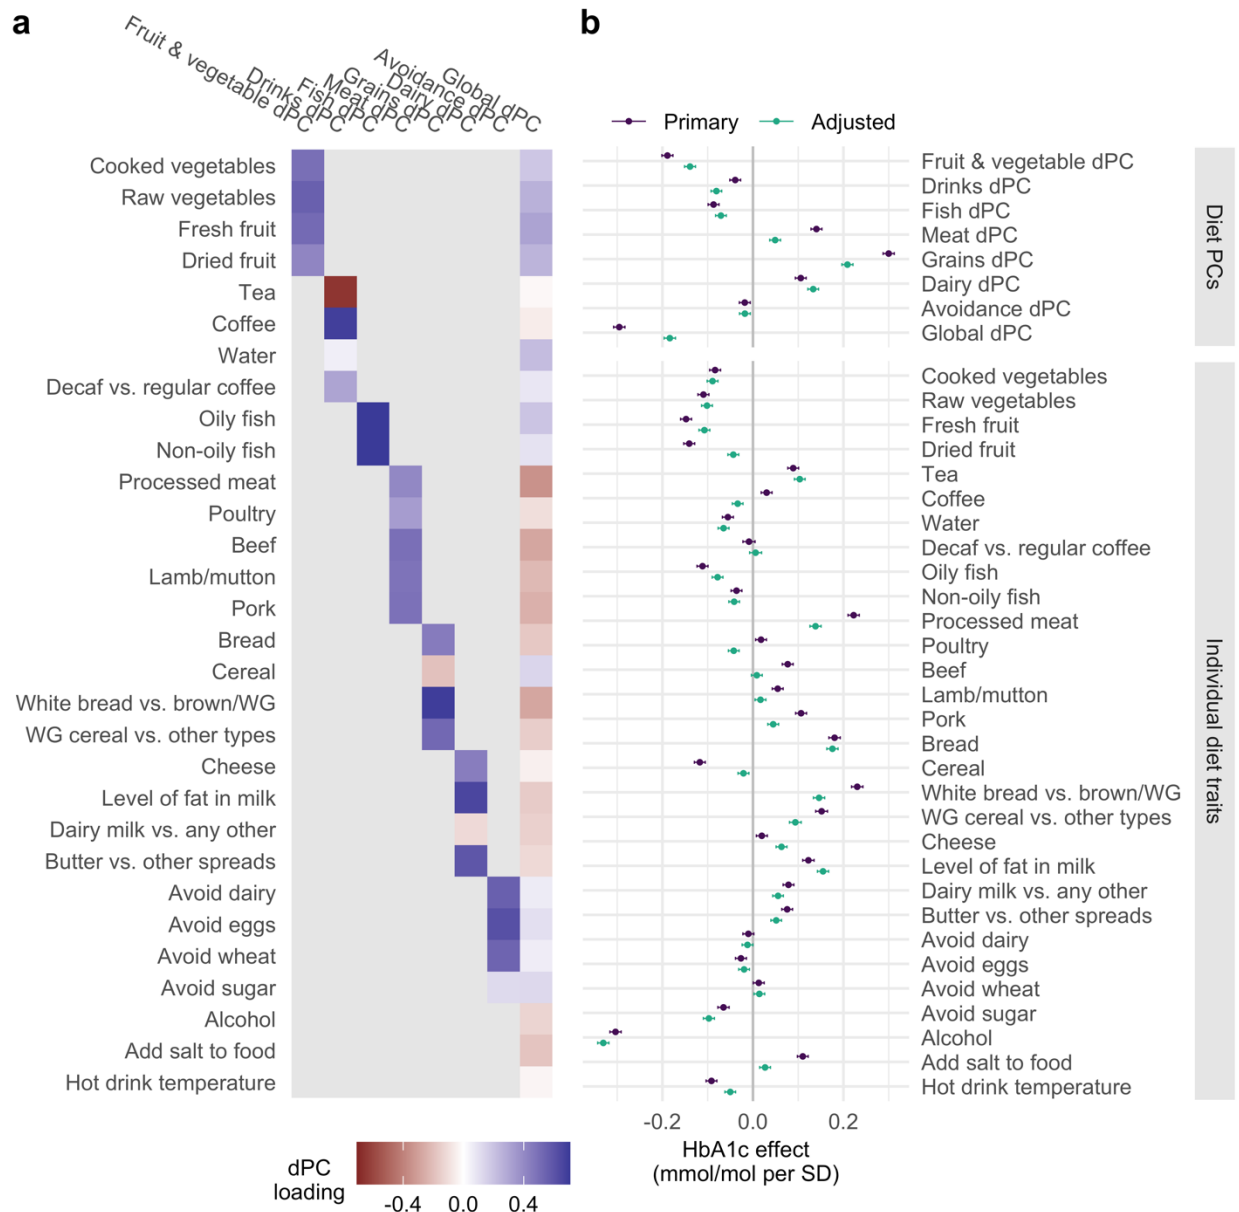 a
Fruit & vegetable dPC
Drinks dPC
Fish dPC
Meat dPC
Grains dPC
Dairy dPC
Avoidance dPC
Global dPC
Cooked vegetables
Raw vegetables
Fresh fruit
Dried fruit
Tea
Coffee
Water
Decaf vs. regular coffee
Oily fish
Non-oily fish
Processed meat
Poultry
Beef
Lamb/mutton
Pork
Bread
Cereal
White bread vs. brown/WG
WG cereal vs. other types
Cheese
Level of fat in milk
Dairy milk vs. any other
Butter vs. other spreads
Avoid dairy
Avoid eggs
Avoid wheat
Avoid sugar
Alcohol
Add salt to food
Hot drink temperature
dPC
loading
-0.4 0.0 0.4
b
Primary Adjusted
Fruit & vegetable dPC
Drinks dPC
Fish dPC
Meat dPC
Grains dPC
Dairy dPC
Avoidance dPC
Global dPC
Diet PCs
Cooked vegetables
Raw vegetables
Fresh fruit
Dried fruit
Tea
Coffee
Water
Decaf vs. regular coffee
Oily fish
Non-oily fish
Processed meat
Poultry
Beef
Lamb/mutton
Pork
Bread
Cereal
White bread vs. brown/WG
WG cereal vs. other types
Cheese
Level of fat in milk
Dairy milk vs. any other
Butter vs. other spreads
Avoid dairy
Avoid eggs
Avoid wheat
Avoid sugar
Alcohol
Add salt to food
Hot drink temperature
Individual diet traits
-0.2 0.0 0.2
HbA1c effect
(mmol/mol per SD)